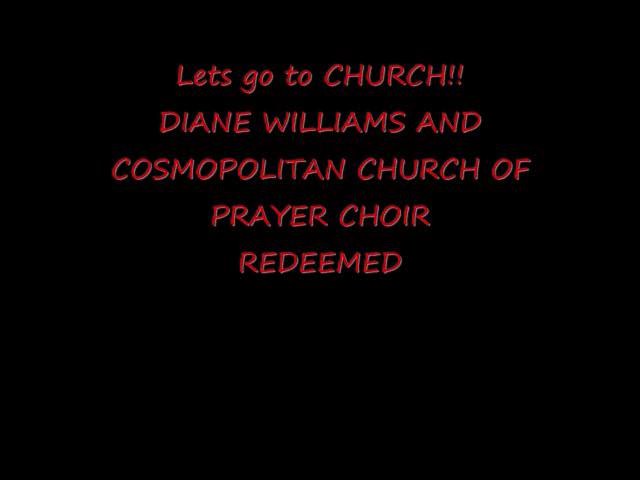 Lets go to CHURCH!!
DIANE WILLIAMS AND
COSMOPOLITAN CHURCH OF
PRAYER CHOIR
REDEEMED